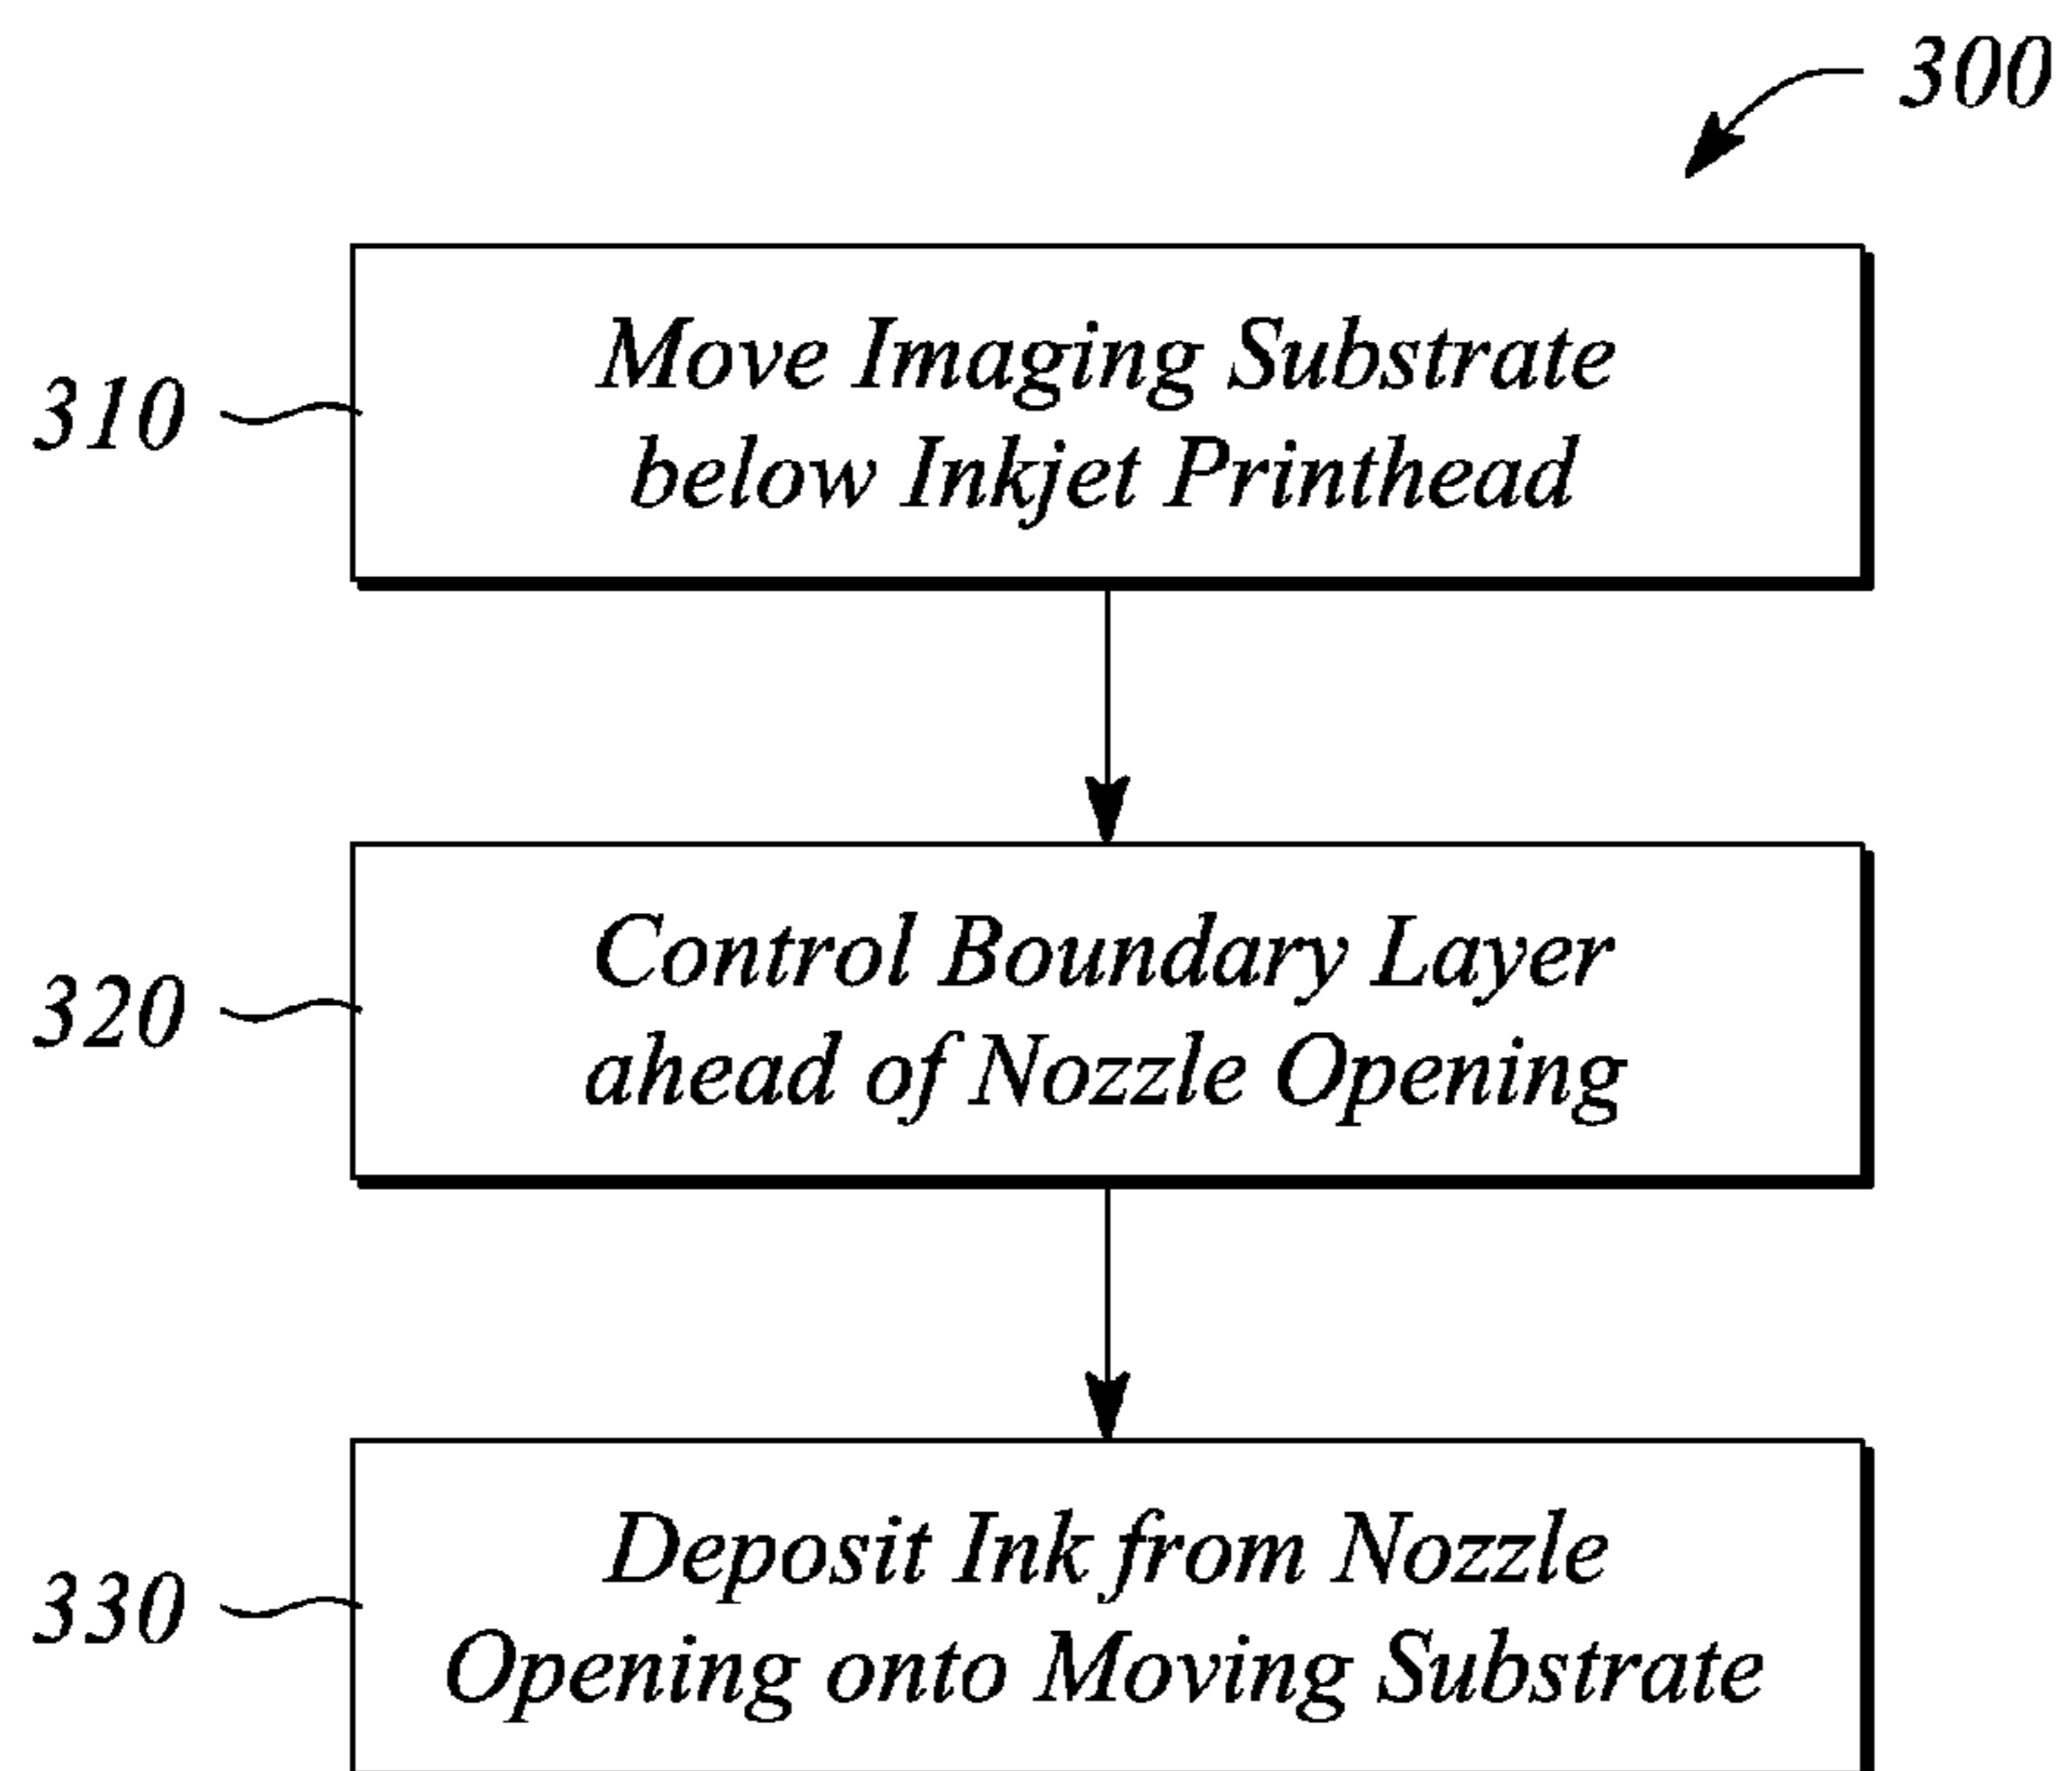 300
310
Move Imaging Substrate
below Inkjet Printhead
320
Control Boundary Layer
ahead of Nozzle Opening
330
Deposit Ink from Nozzle
Opening onto Moving Substrate